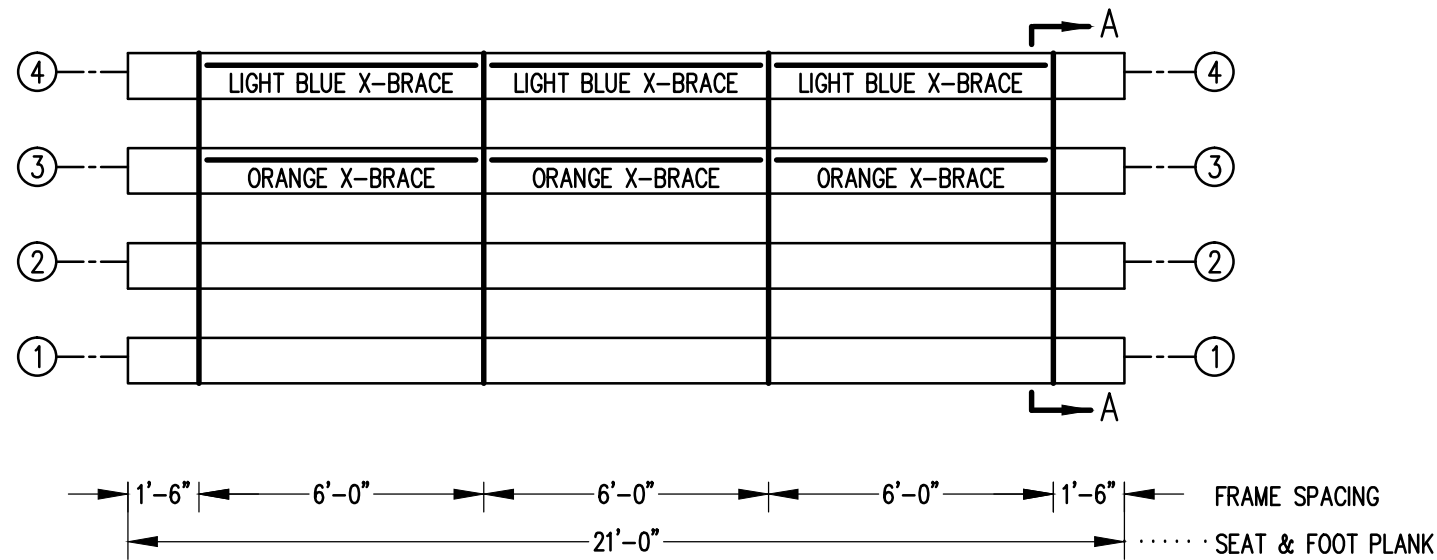 A
4 LIGHT BLUE X-BRACE LIGHT BLUE X-BRACE LIGHT BLUE X-BRACE 4
3 ORANGE X-BRACE ORANGE X-BRACE ORANGE X-BRACE 3
2 2
1 1
A
1'-6" 6'-0" 6'-0" 6'-0" 1'-6" FRAME SPACING
21'-0" SEAT & FOOT PLANK